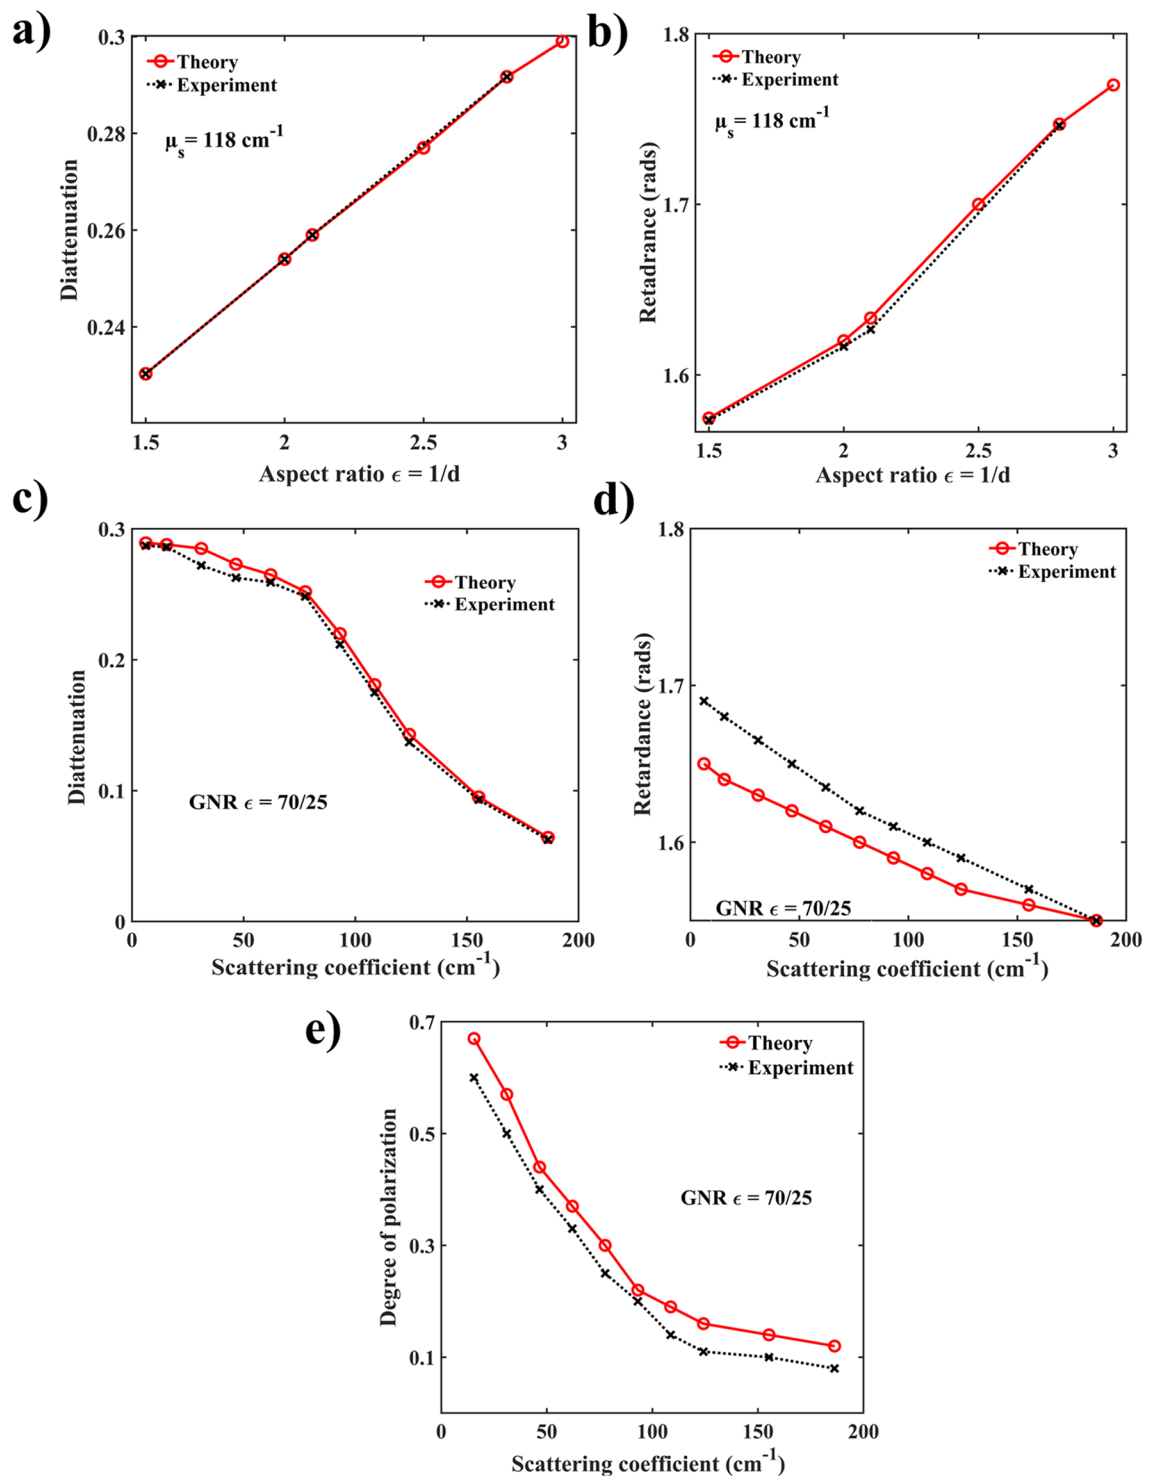 a)
0.3
0.28
0.26
0.24
Diattenuation
Theory
Experiment
μs = 118 cm-1
1.5 2 2.5 3
Aspect ratio ϵ = 1/d
b)
1.8
1.7
1.6
Retadrance (rads)
Theory
Experiment
μs = 118 cm-1
1.5 2 2.5 3
Aspect ratio ϵ = 1/d
c)
0.3
0.2
0.1
0
Diattenuation
Theory
Experiment
GNR ϵ = 70/25
0 50 100 150 200
Scattering coefficient (cm-1)
d)
1.8
1.7
1.6
Retardance (rads)
Theory
Experiment
GNR ϵ = 70/25
0 50 100 150 200
Scattering coefficient (cm-1)
e)
0.7
0.5
0.3
0.1
Degree of polarization
Theory
Experiment
GNR ϵ = 70/25
0 50 100 150 200
Scattering coefficient (cm-1)